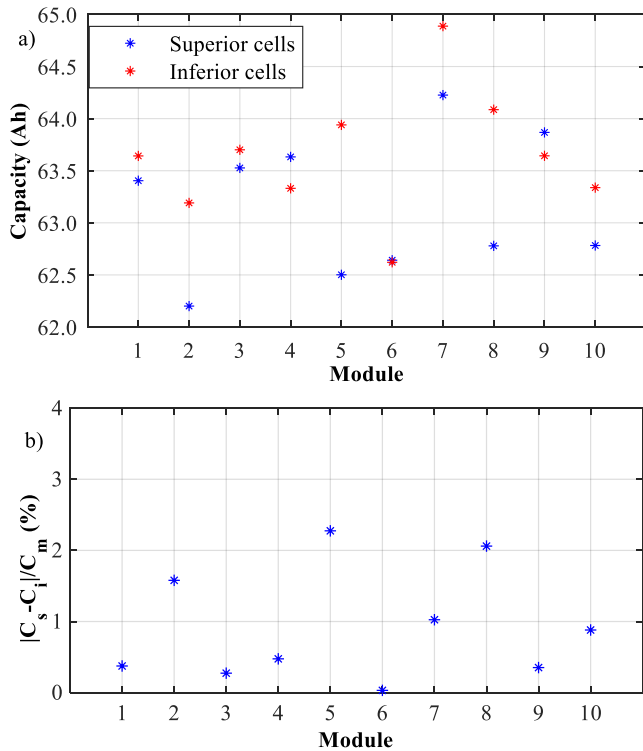 a)
65.0
64.5
64.0
63.5
63.0
62.5
62.0
Capacity (Ah)
Superior cells
Inferior cells
1 2 3 4 5 6 7 8 9 10
Module
b)
4
3
2
1
0
|C_s-C_i|/C_m (%)
1 2 3 4 5 6 7 8 9 10
Module